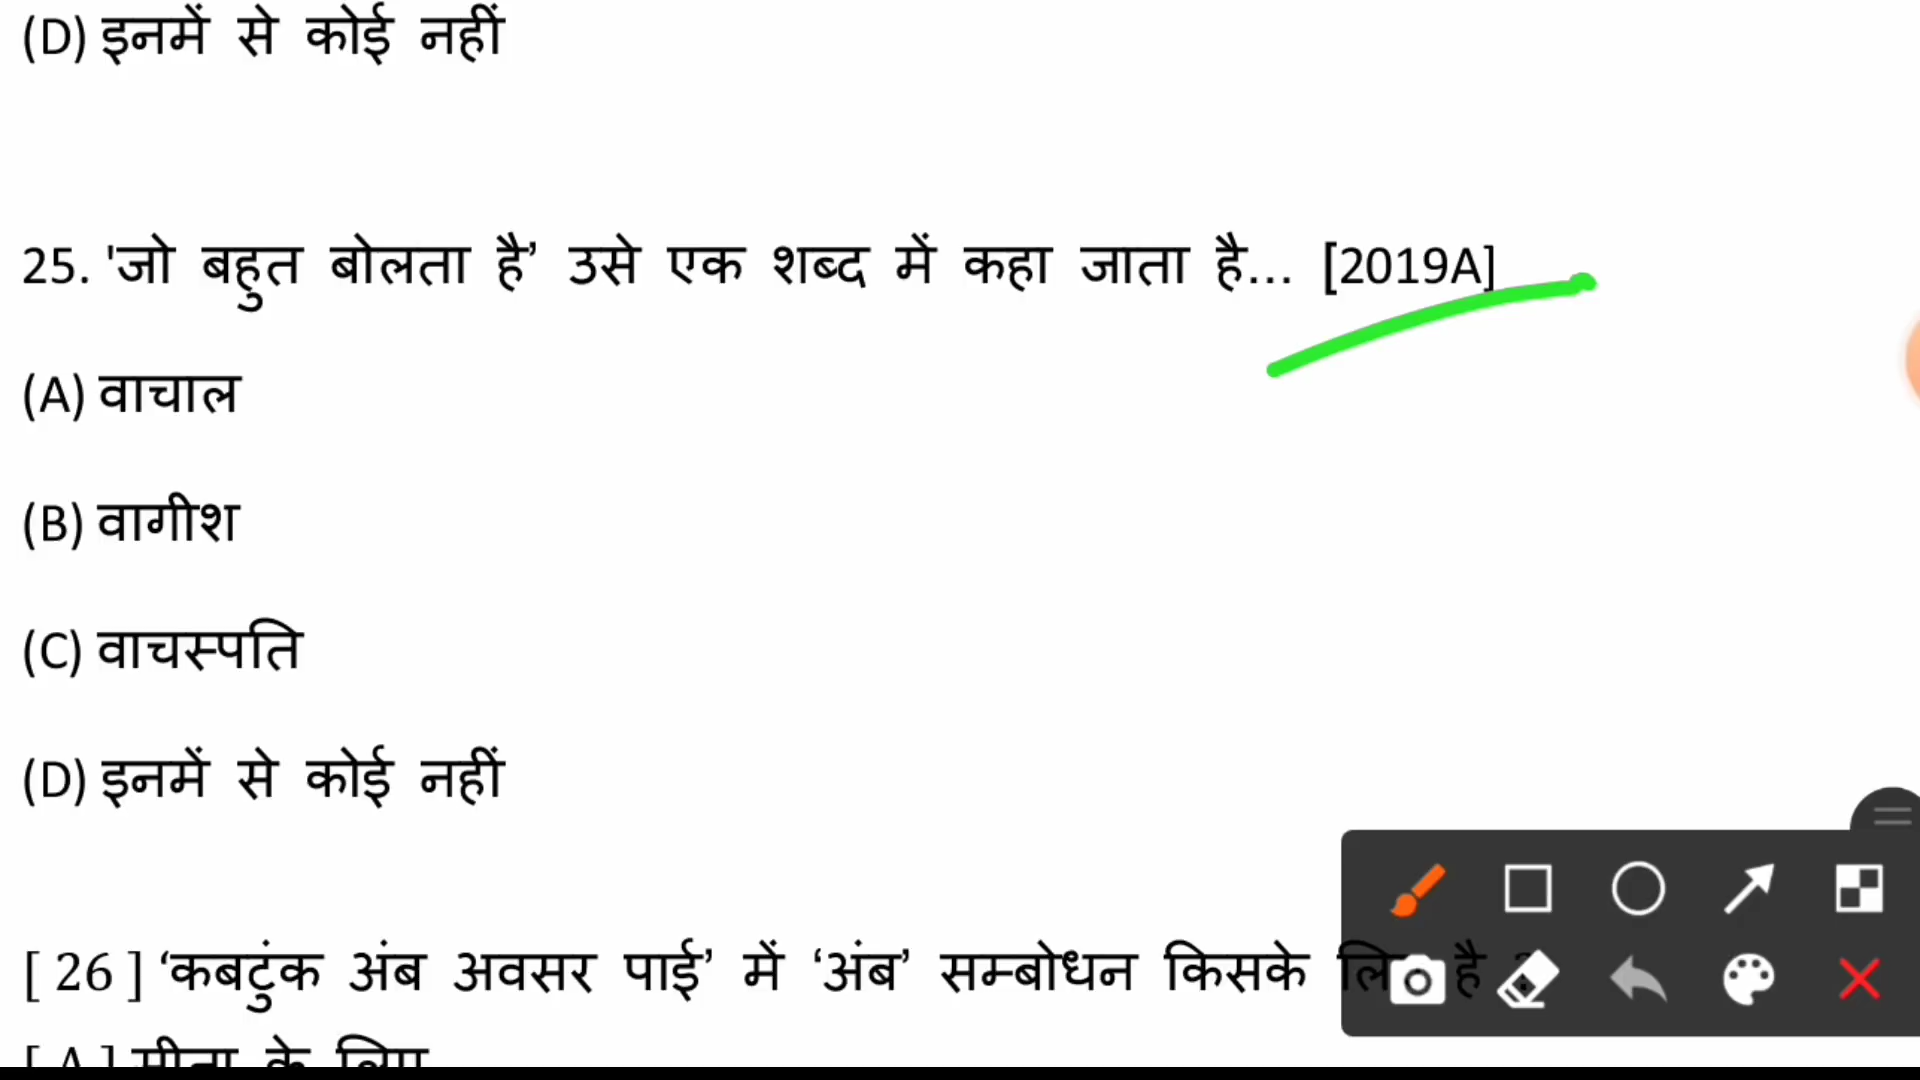 (D) इनमें से कोई नहीं
25. 'जो बहुत बोलता है’ उसे एक शब्द में कहा जाता है... [2019A]
(A) वाचाल
(B) वागीश
(C) वाचस्पति
(D) इनमें से कोई नहीं
[ 26 ] ‘कबटुंक अंब अवसर पाई’ में ‘अंब’ सम्बोधन किसके है ?
[ A ] सीता के लिए